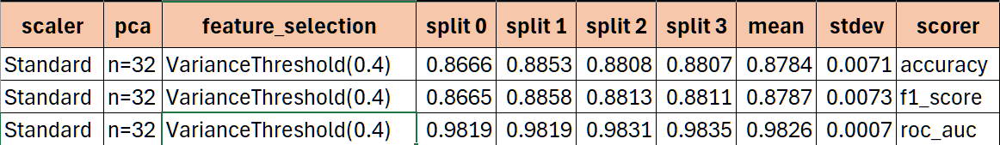 scaler pca feature_selection split 0 split 1 split 2 split 3 mean stdev scorer
Standard n=32 VarianceThreshold(0.4) 0.8666 0.8853 0.8808 0.8807 0.8784 0.0071 accuracy
Standard n=32 VarianceThreshold(0.4) 0.8665 0.8858 0.8813 0.8811 0.8787 0.0073 f1_score
Standard n=32 VarianceThreshold(0.4) 0.9819 0.9819 0.9831 0.9835 0.9826 0.0007 roc_auc